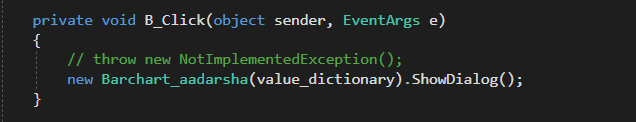 private void B_Click(object sender, EventArgs e)
{
// throw new NotImplementedException();
new Barchart_aadarsha(value_dictionary).ShowDialog();
}